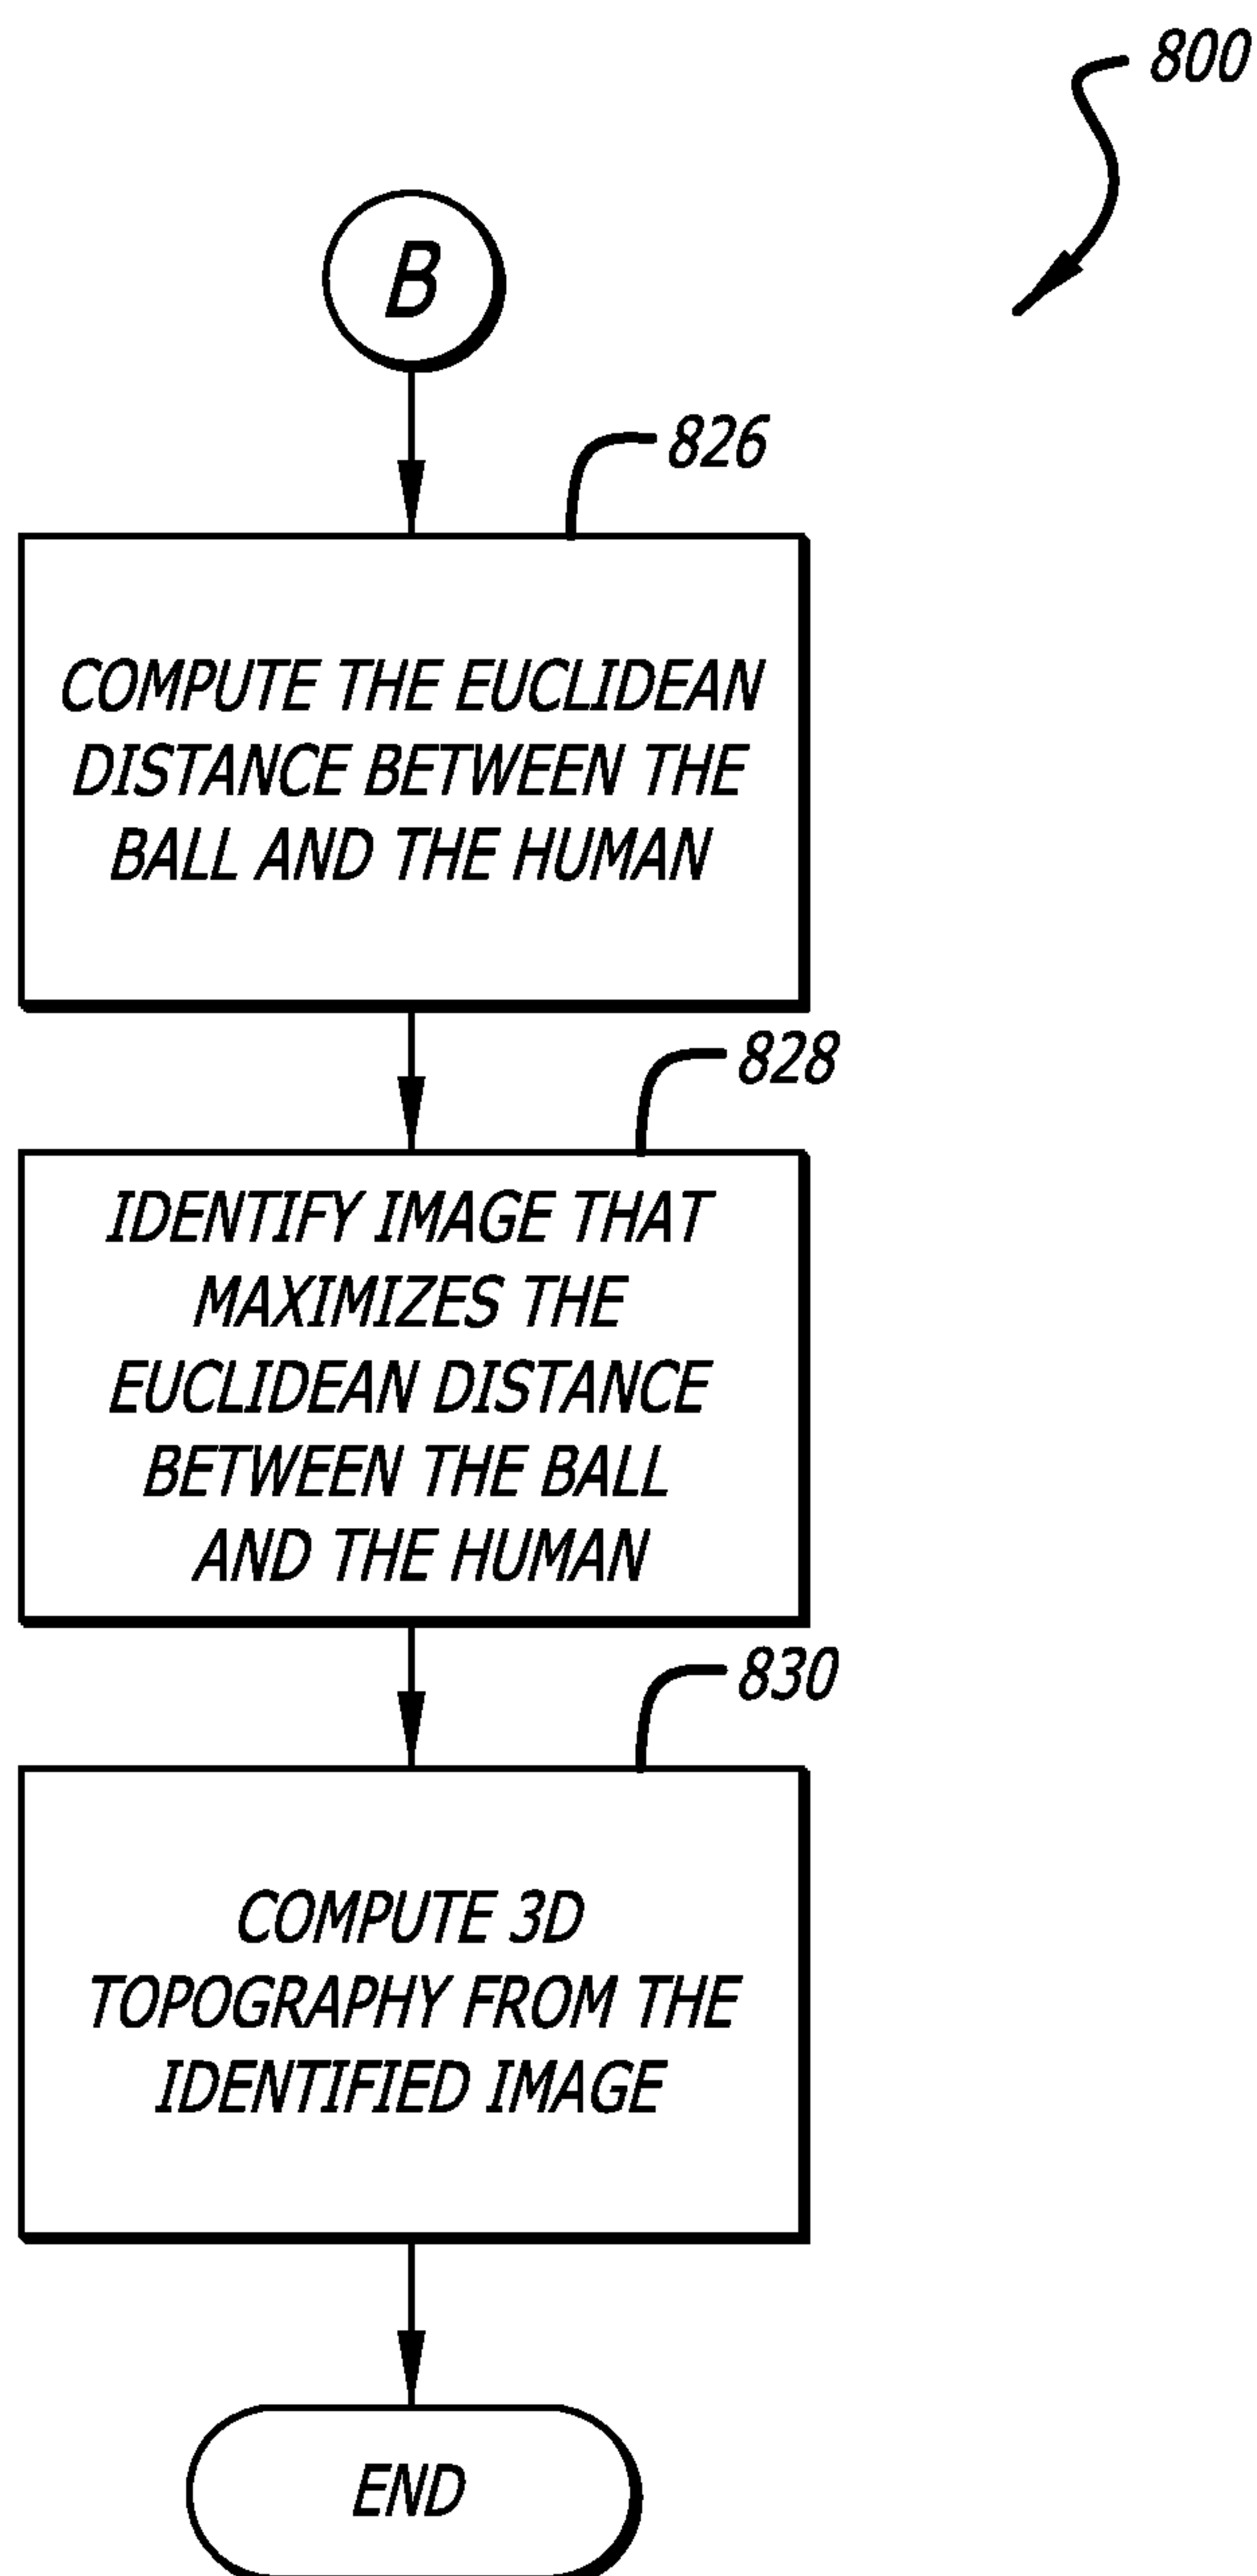 800
B
826
COMPUTE THE EUCLIDEAN
DISTANCE BETWEEN THE
BALL AND THE HUMAN
828
IDENTIFY IMAGE THAT
MAXIMIZES THE
EUCLIDEAN DISTANCE
BETWEEN THE BALL
AND THE HUMAN
830
COMPUTE 3D
TOPOGRAPHY FROM THE
IDENTIFIED IMAGE
END